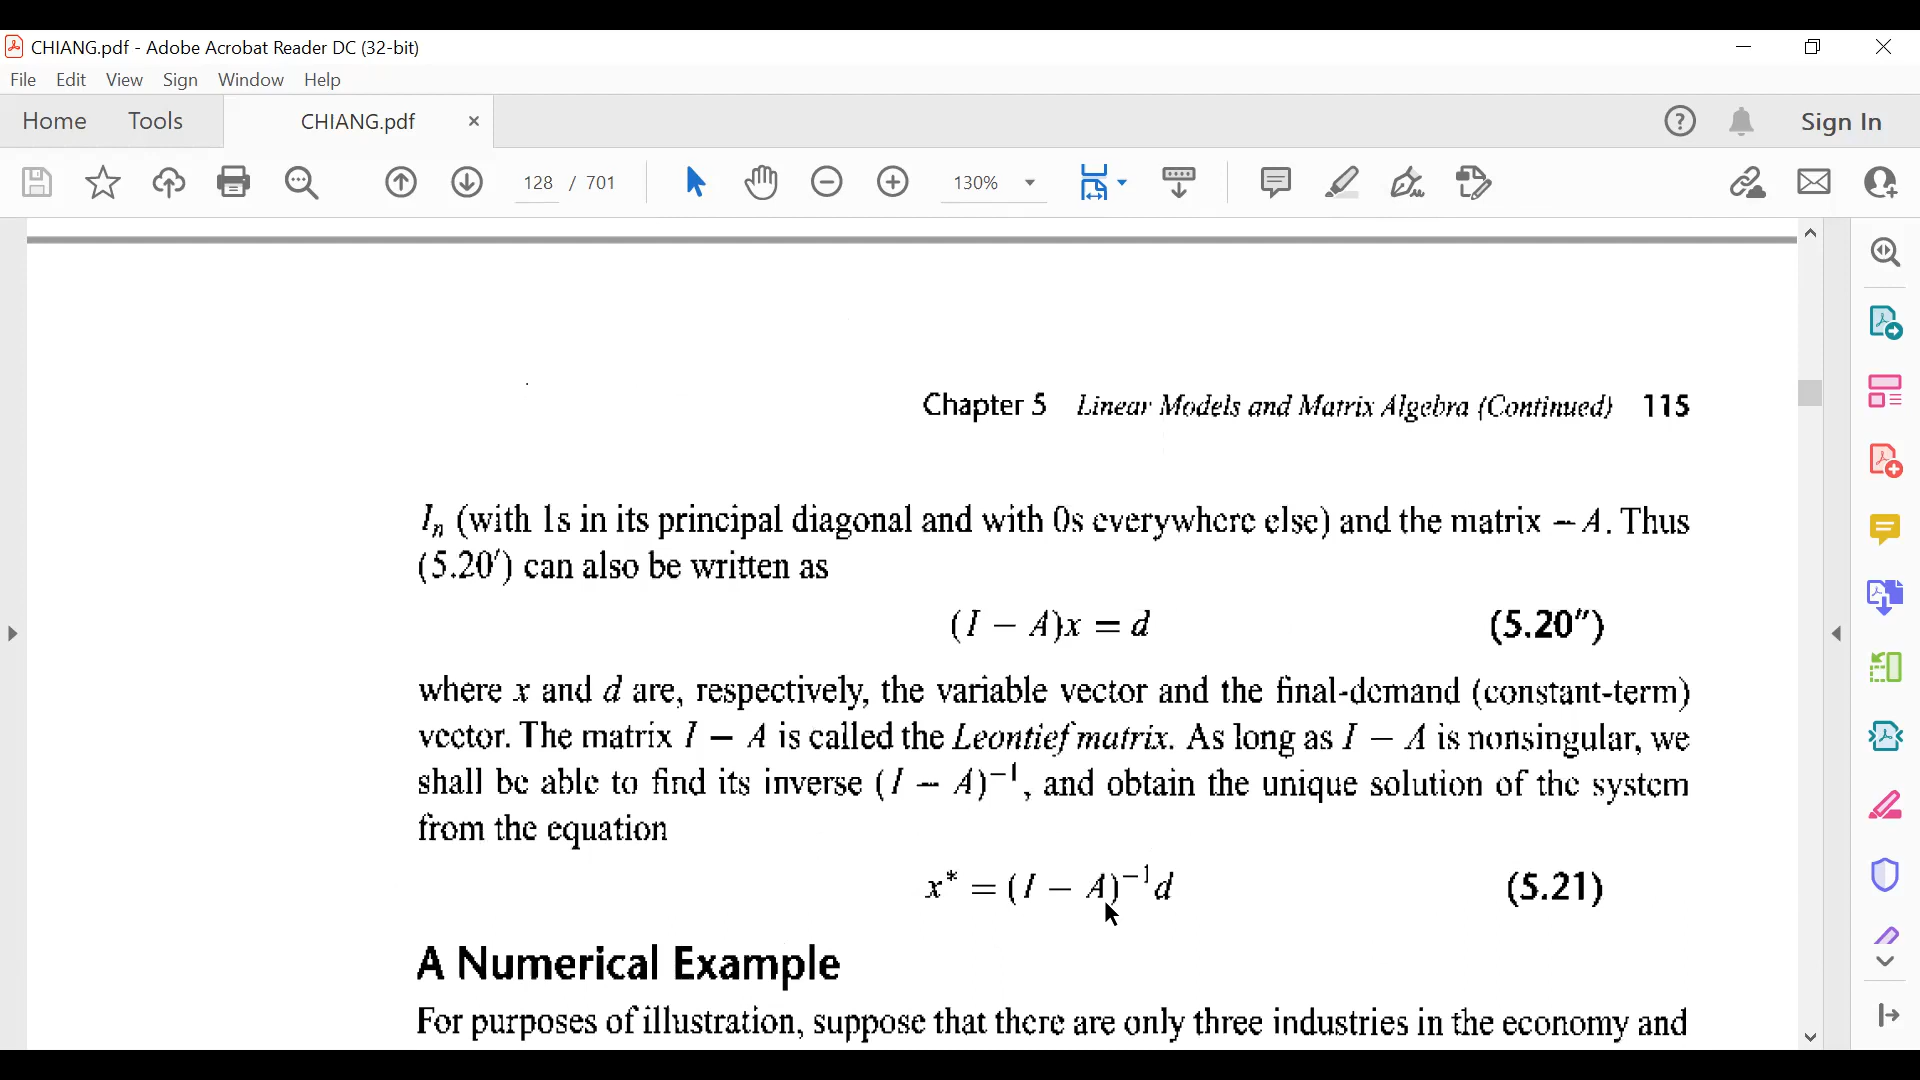 CHIANG.pdf - Adobe Acrobat Reader DC (32-bit)
File Edit View Sign Window Help
Home Tools CHIANG.pdf × Sign In
128 / 701 130%
Chapter 5 Linear Models and Matrix Algebra (Continued) 115
Iₙ (with 1s in its principal diagonal and with 0s everywhere else) and the matrix −A. Thus
(5.20′) can also be written as
(I − A)x = d (5.20″)
where x and d are, respectively, the variable vector and the final-demand (constant-term)
vector. The matrix I − A is called the Leontief matrix. As long as I − A is nonsingular, we
shall be able to find its inverse (I − A)⁻¹, and obtain the unique solution of the system
from the equation
x* = (I − A)⁻¹d (5.21)
A Numerical Example
For purposes of illustration, suppose that there are only three industries in the economy and